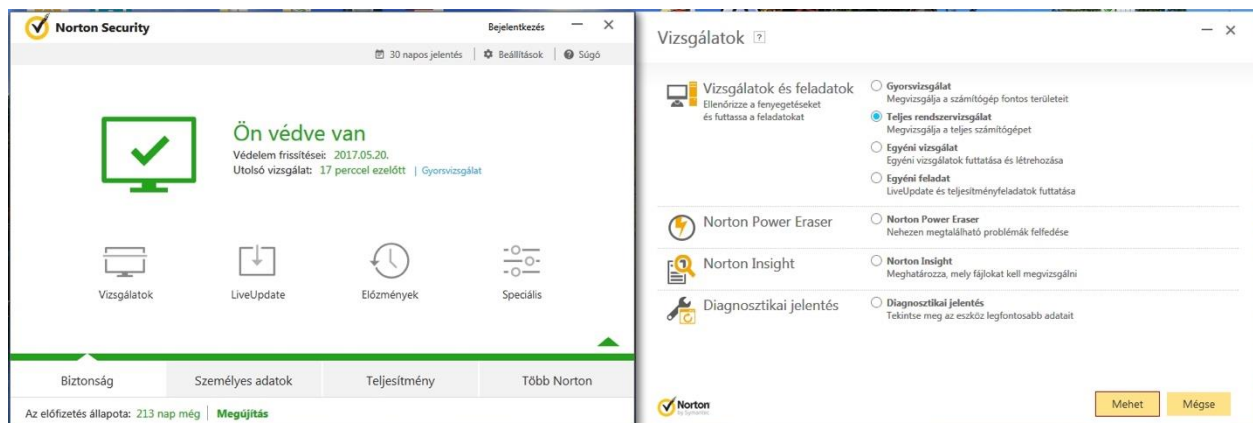 Norton Security
Bejelentkezés
30 napos jelentés
Beállítások
Súgó
Ön védve van
Védelem frissítései: 2017.05.20.
Utolsó vizsgálat: 17 perccel ezelőtt | Gyorsvizsgálat
Vizsgálatok
LiveUpdate
Előzmények
Speciális
Biztonság
Személyes adatok
Teljesítmény
Több Norton
Az előfizetés állapota: 213 nap még | Megújítás
Vizsgálatok ?
Vizsgálatok és feladatok
Ellenőrizze a fenyegetéseket
és futtassa a feladatokat
Gyorsvizsgálat
Megvizsgálja a számítógép fontos területeit
Teljes rendszervizsgálat
Megvizsgálja a teljes számítógépet
Egyéni vizsgálat
Egyéni vizsgálatok futtatása és létrehozása
Egyéni feladat
LiveUpdate és teljesítményfeladatok futtatása
Norton Power Eraser
Norton Power Eraser
Nehezen megtalálható problémák felfedése
Norton Insight
Norton Insight
Meghatározza, mely fájlokat kell megvizsgálni
Diagnosztikai jelentés
Diagnosztikai jelentés
Tekintse meg az eszköz legfontosabb adatait
Norton
by Symantec
Mehet
Mégse